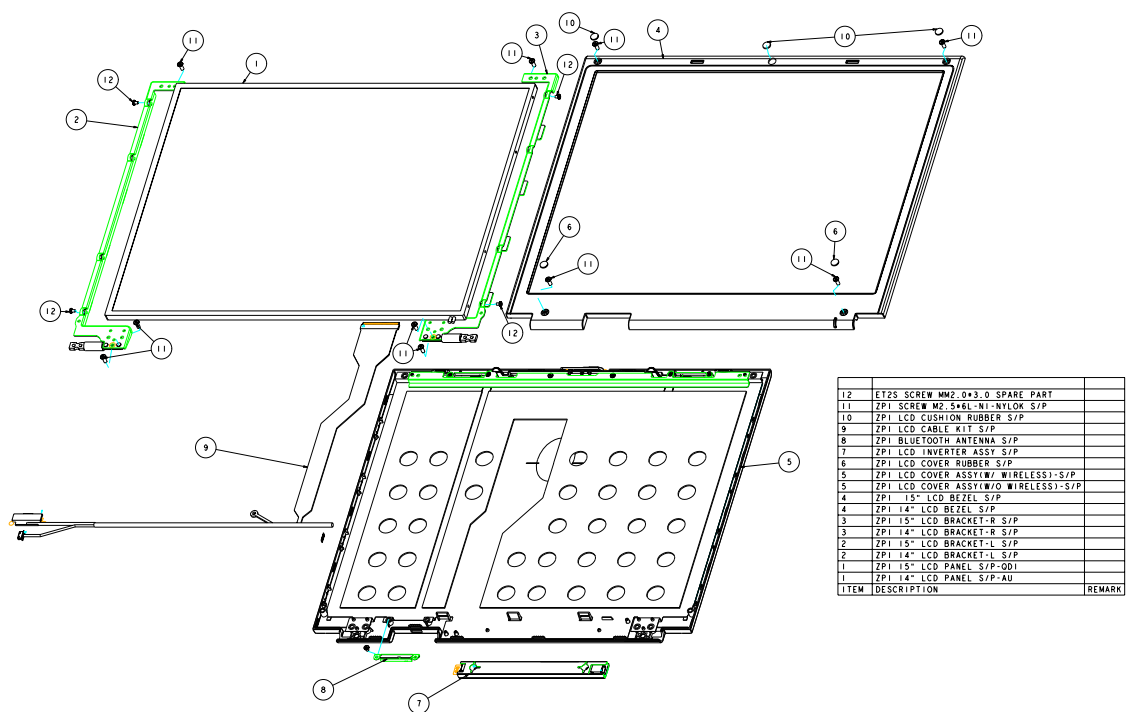 10
11
3
4
10
11
11
11
1
12
12
2
6
6
11
11
12
12
11
11
9
5
8
7
12 ET2S SCREW MM2.0*3.0 SPARE PART
11 ZP1 SCREW M2.5*6L-NI-NYLOK S/P
10 ZP1 LCD CUSHION RUBBER S/P
9 ZP1 LCD CABLE KIT S/P
8 ZP1 BLUETOOTH ANTENNA S/P
7 ZP1 LCD INVERTER ASSY S/P
6 ZP1 LCD COVER RUBBER S/P
5 ZP1 LCD COVER ASSY(W/ WIRELESS)-S/P
5 ZP1 LCD COVER ASSY(W/O WIRELESS)-S/P
4 ZP1 15" LCD BEZEL S/P
4 ZP1 14" LCD BEZEL S/P
3 ZP1 15" LCD BRACKET-R S/P
3 ZP1 14" LCD BRACKET-R S/P
2 ZP1 15" LCD BRACKET-L S/P
2 ZP1 14" LCD BRACKET-L S/P
1 ZP1 15" LCD PANEL S/P-QDI
1 ZP1 14" LCD PANEL S/P-AU
ITEM DESCRIPTION REMARK